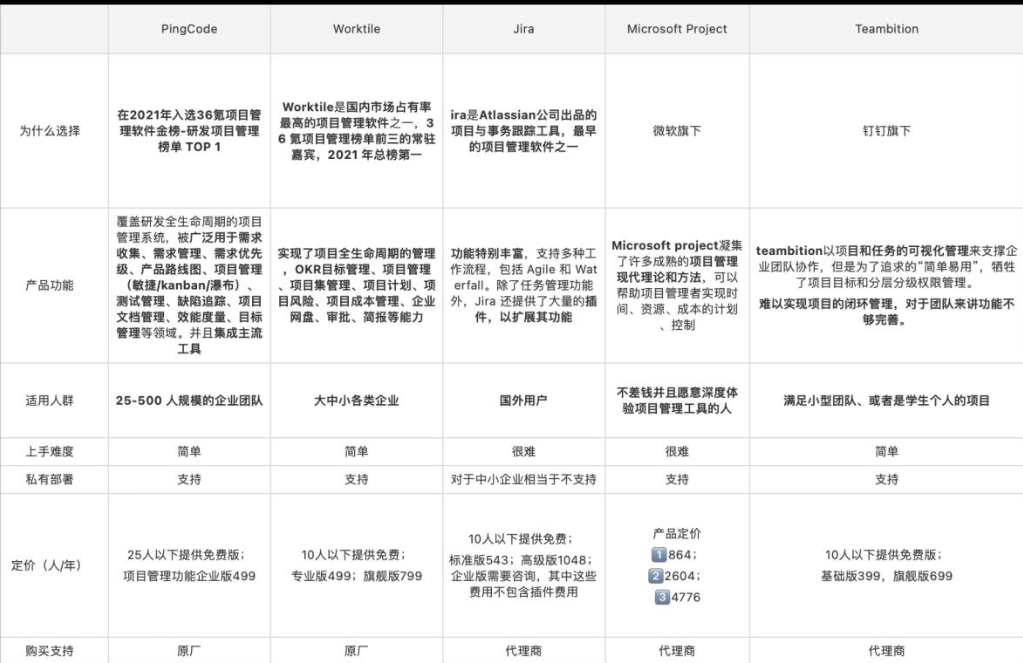 PingCode
Worktile
Jira
Microsoft Project
Teambition
为什么选择
在2021年入选36氪项目管
理软件金榜-研发项目管理
榜单 TOP 1
Worktile是国内市场占有率
最高的项目管理软件之一，3
6 氪项目管理榜单前三的常驻
嘉宾，2021 年总榜第一
ira是Atlassian公司出品的
项目与事务跟踪工具，最早
的项目管理软件之一
微软旗下
钉钉旗下
产品功能
覆盖研发全生命周期的项目
管理系统，被广泛用于需求
收集、需求管理、需求优先
级、产品路线图、项目管理
（敏捷/kanban/瀑布）、
测试管理、缺陷追踪、项目
文档管理、效能度量、目标
管理等领域。并且集成主流
工具
实现了项目全生命周期的管理
，OKR目标管理、项目管理
、项目集管理、项目计划、项
目风险、项目成本管理、企业
网盘、审批、简报等能力
功能特别丰富，支持多种工
作流程，包括 Agile 和 Wat
erfall。除了任务管理功能
外，Jira 还提供了大量的插
件，以扩展其功能
Microsoft project凝集
了许多成熟的项目管理
现代理论和方法，可以
帮助项目管理者实现时
间、资源、成本的计划
、控制
teambition以项目和任务的可视化管理来支撑企
业团队协作，但是为了追求的“简单易用”，牺牲
了项目目标和分层分级权限管理。
难以实现项目的闭环管理，对于团队来讲功能不
够完善。
适用人群
25-500 人规模的企业团队
大中小各类企业
国外用户
不差钱并且愿意深度体
验项目管理工具的人
满足小型团队、或者是学生个人的项目
上手难度
简单
简单
很难
很难
简单
私有部署
支持
支持
对于中小企业相当于不支持
支持
支持
定价（人/年）
25人以下提供免费版；
项目管理功能企业版499
10人以下提供免费；
专业版499；旗舰版799
10人以下提供免费；
标准版543；高级版1048；
企业版需要咨询，其中这些
费用不包含插件费用
产品定价
1️⃣864；
2️⃣2604；
3️⃣4776
10人以下提供免费版；
基础版399，旗舰版699
购买支持
原厂
原厂
代理商
代理商
代理商